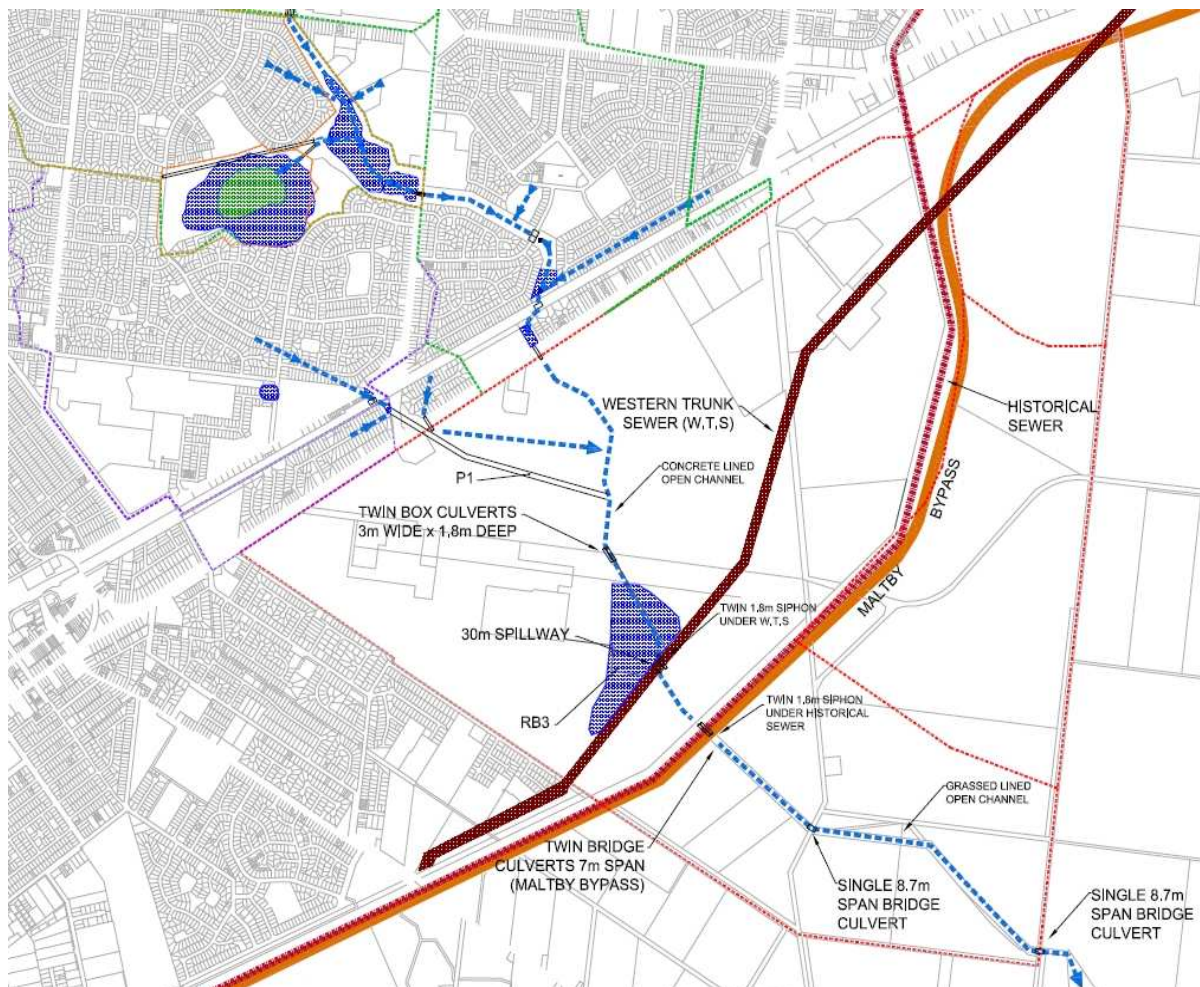 WESTERN TRUNK
SEWER (W,T,S)
HISTORICAL
SEWER
P1
CONCRETE LINED
OPEN CHANNEL
BYPASS
MALTBY
TWIN BOX CULVERTS
3m WIDE x 1,8m DEEP
TWIN 1,8m SIPHON
UNDER W,T,S
30m SPILLWAY
RB3
TWIN 1,8m SIPHON
UNDER HISTORICAL
SEWER
GRASSED LINED
OPEN CHANNEL
TWIN BRIDGE
CULVERTS 7m SPAN
(MALTBY BYPASS)
SINGLE 8.7m
SPAN BRIDGE
CULVERT
SINGLE 8.7m
SPAN BRIDGE
CULVERT